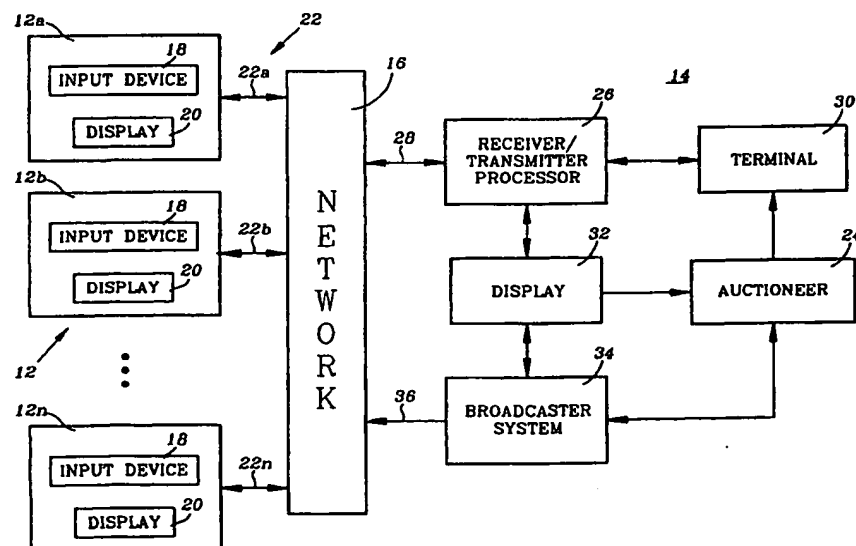 12a
18
INPUT DEVICE
20
DISPLAY
22a
22
12b
18
INPUT DEVICE
20
DISPLAY
22b
12
12n
18
INPUT DEVICE
20
DISPLAY
22n
16
NETWORK
14
28
26
RECEIVER/
TRANSMITTER
PROCESSOR
30
TERMINAL
32
DISPLAY
24
AUCTIONEER
36
34
BROADCASTER
SYSTEM